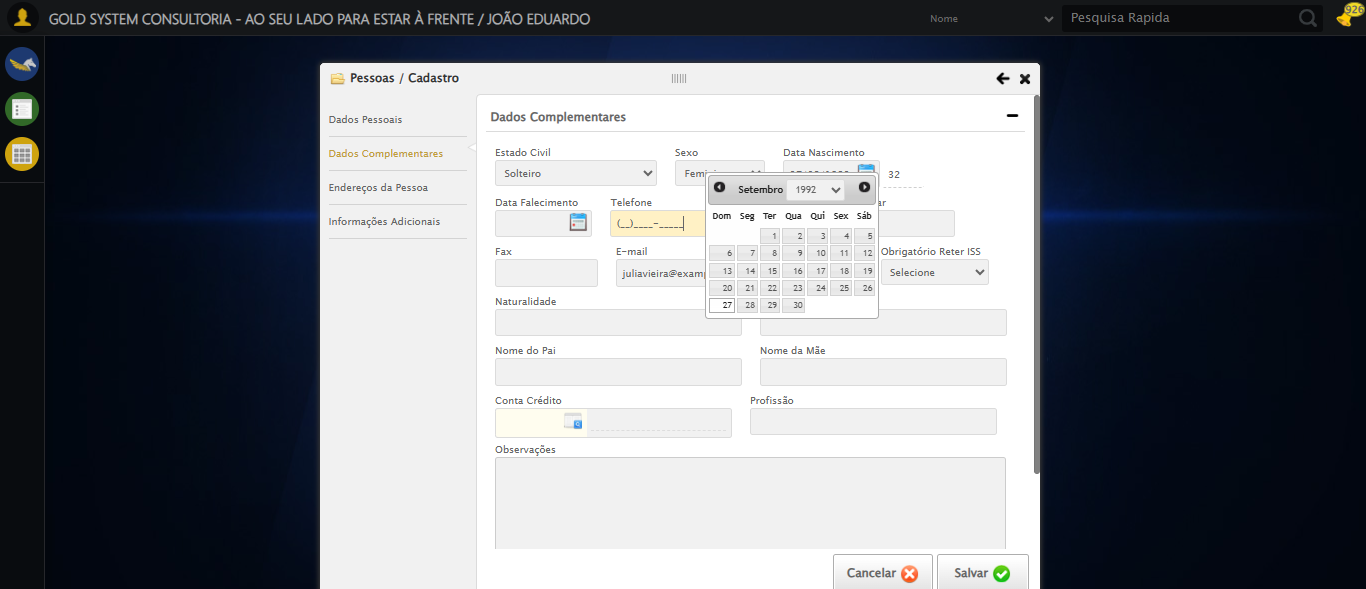 GOLD SYSTEM CONSULTORIA - AO SEU LADO PARA ESTAR À FRENTE / JOÃO EDUARDO
Nome
Pesquisa Rapida
926
Pessoas / Cadastro
Dados Pessoais
Dados Complementares
Endereços da Pessoa
Informações Adicionais
Dados Complementares
Estado Civil Sexo Data Nascimento
Solteiro 32
Setembro 1992
Dom Seg Ter Qua Qui Sex Sáb
1 2 3 4 5
6 7 8 9 10 11 12
13 14 15 16 17 18 19
20 21 22 23 24 25 26
27 28 29 30
Data Falecimento Telefone
(__)____-_____
Fax E-mail Obrigatório Reter ISS
Selecione
Naturalidade
Nome do Pai Nome da Mãe
Conta Crédito Profissão
Observações
Cancelar Salvar